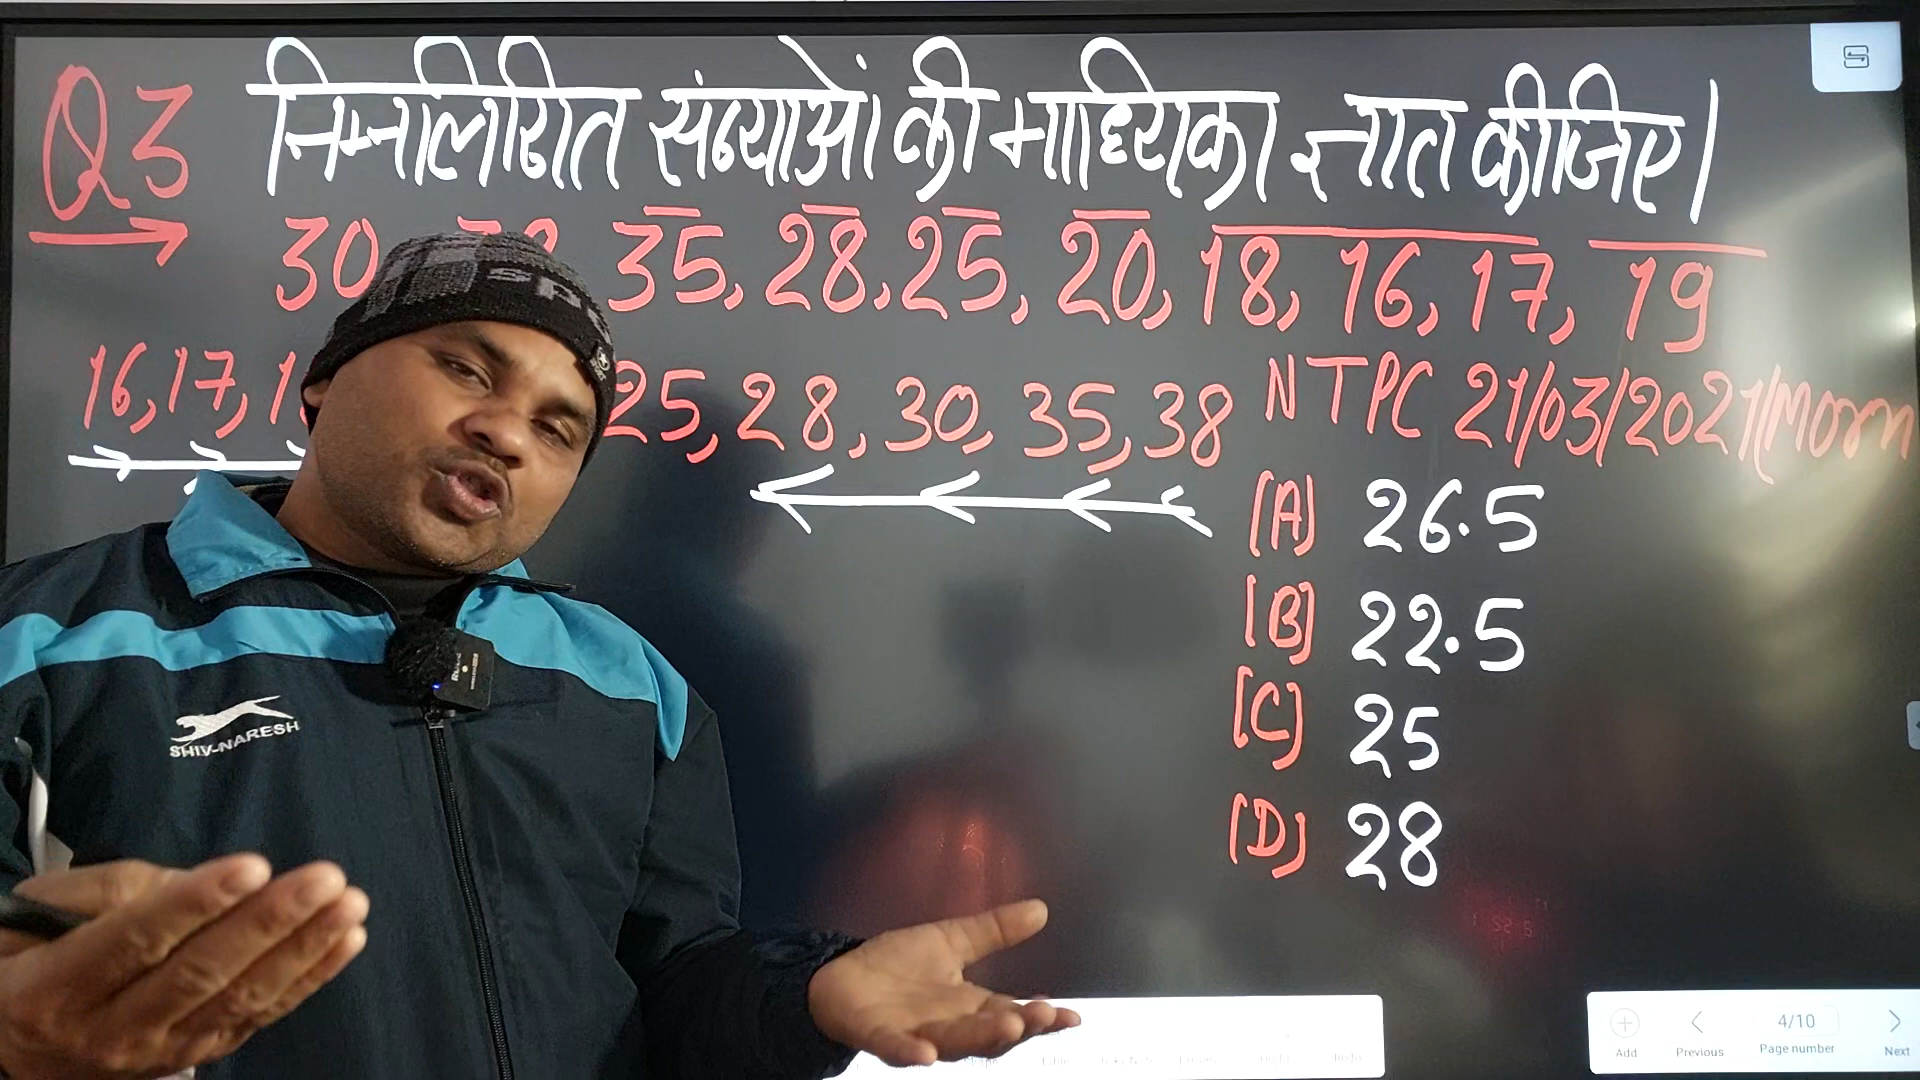 Q3 निम्नलिखित संख्याओं की माध्यिका ज्ञात कीजिए।
30, 35, 28, 25, 20, 18, 16, 17, 19
16, 17, 25, 28, 30, 35, 38
NTPC 21/03/2021/Morn
(A) 26.5
(B) 22.5
(C) 25
(D) 28
SHIV-NARESH
4/10
Add Previous Page number Next